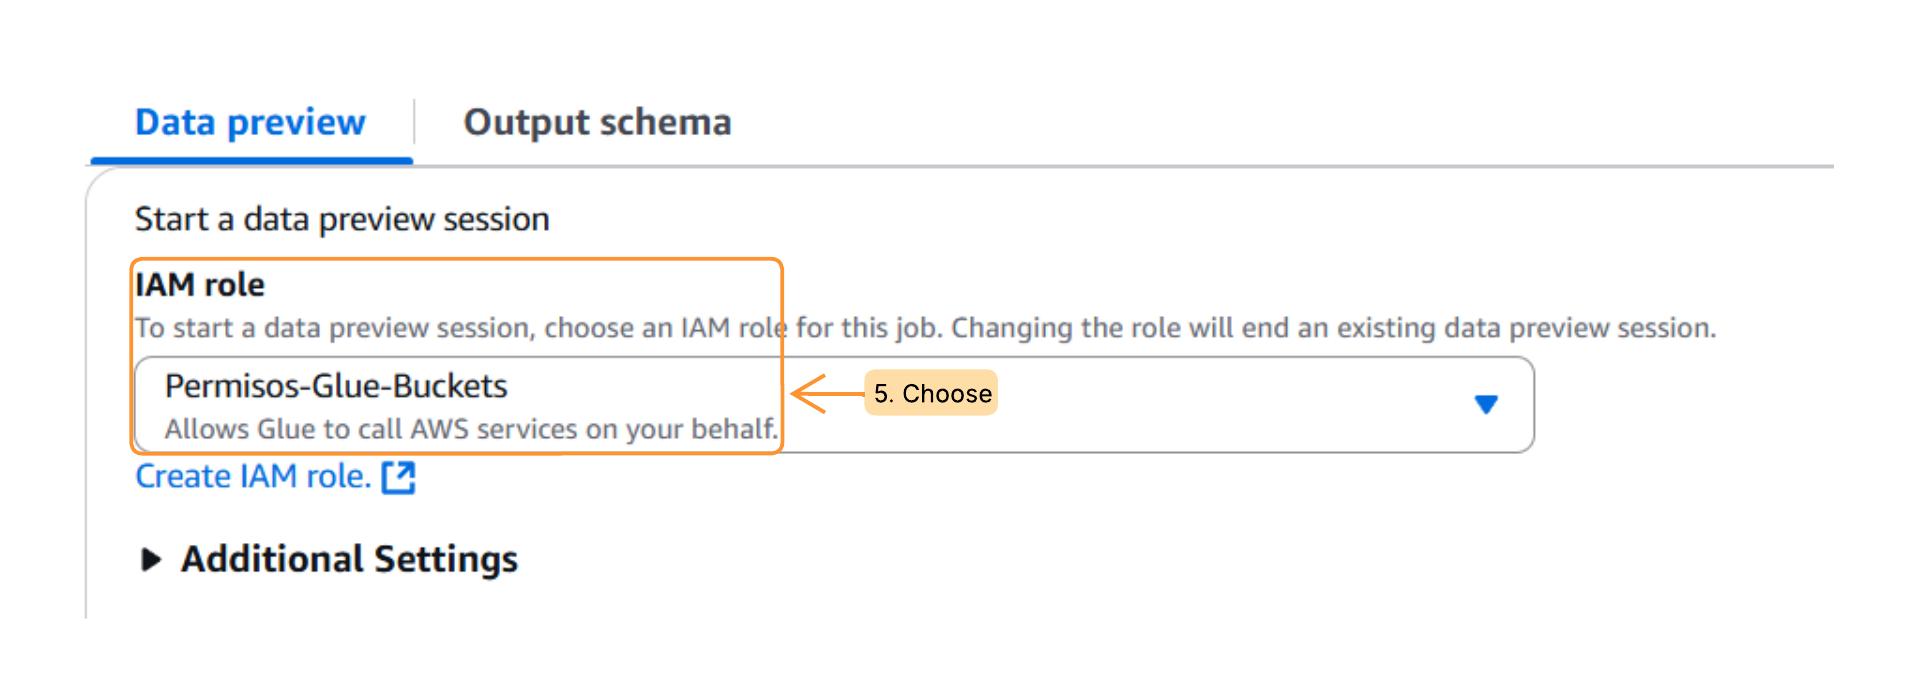 Data preview
Output schema
Start a data preview session
IAM role
To start a data preview session, choose an IAM role for this job. Changing the role will end an existing data preview session.
Permisos-Glue-Buckets
5. Choose
Allows Glue to call AWS services on your behalf.
Create IAM role.
Additional Settings